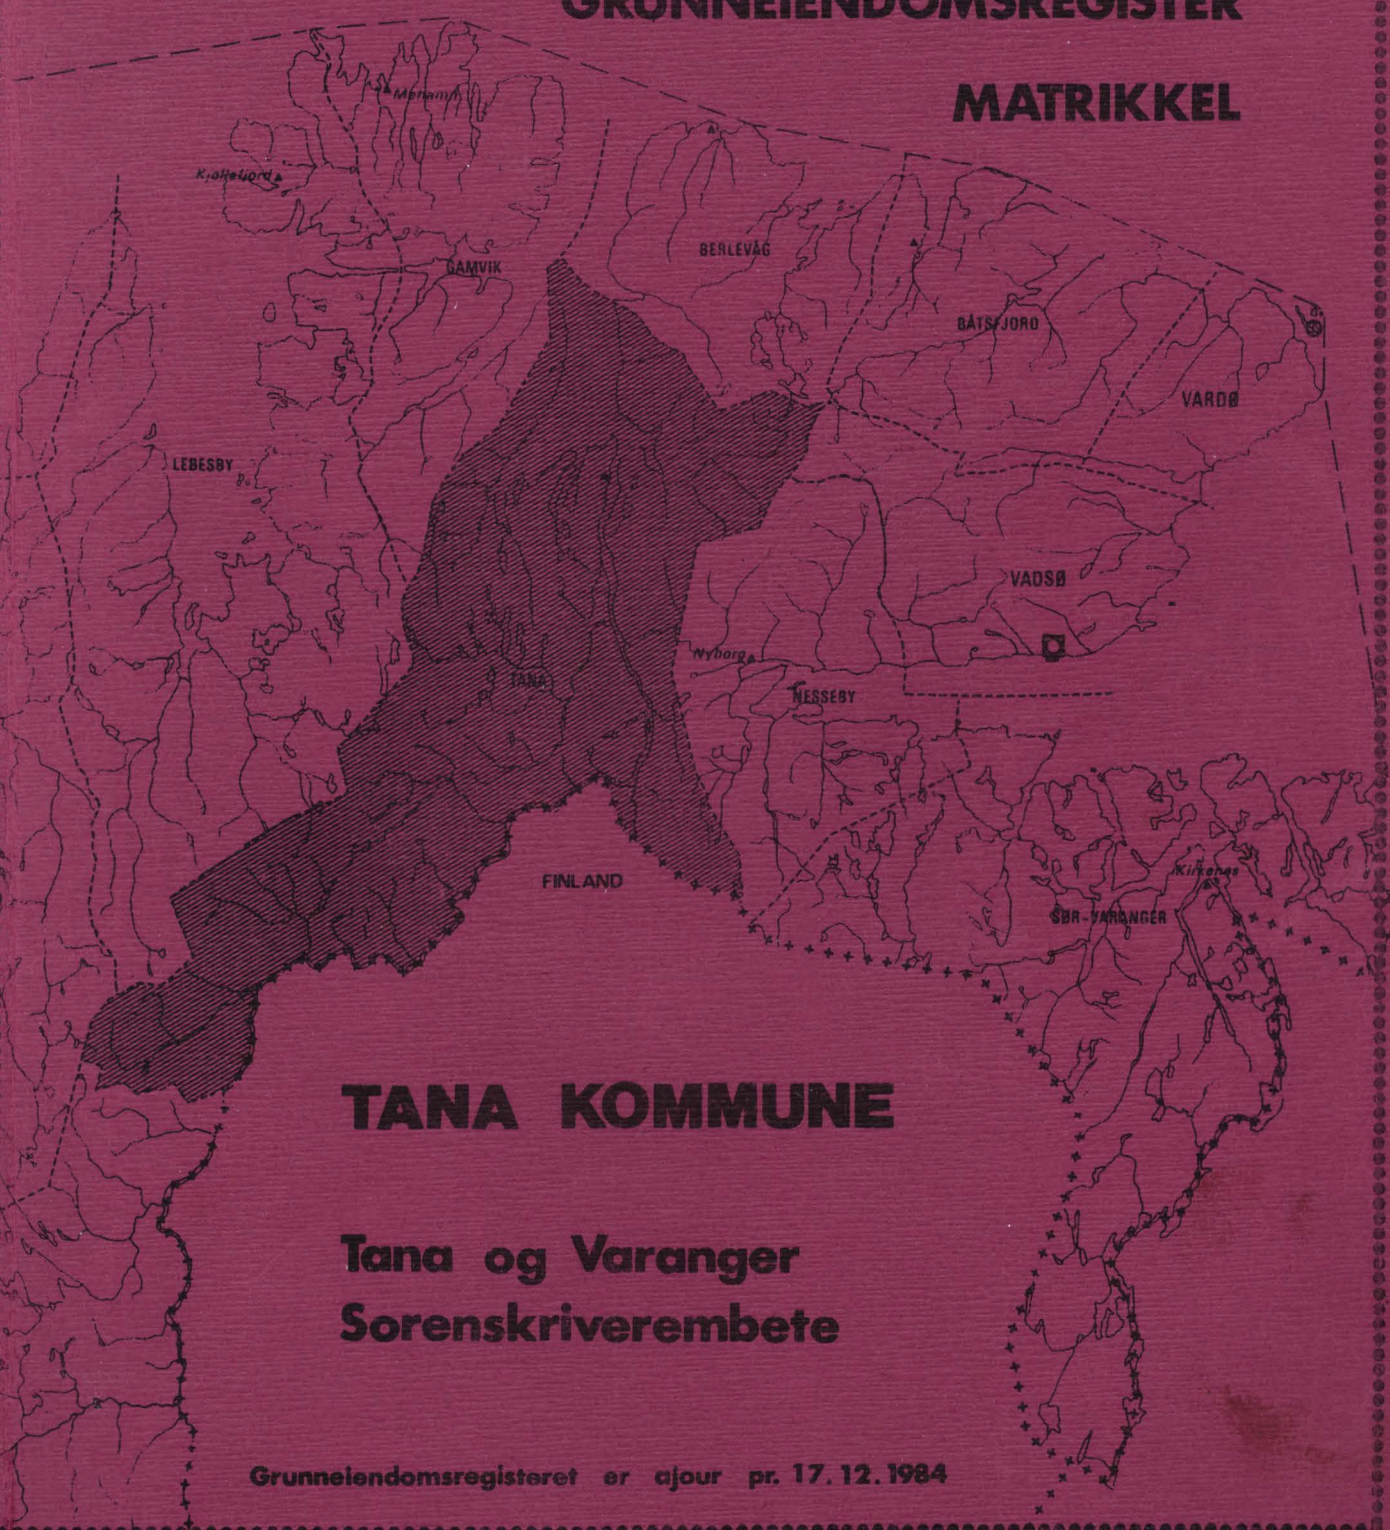 GRUNNEIENDOMSREGISTER
MATRIKKEL
Mehamn
Kjøllefjord
BERLEVÅG
GAMVIK
BÅTSFJORD
VARDØ
LEBESBY
VADSØ
Nyborg
TANA
NESSEBY
Kirkenes
FINLAND
SØR-VARANGER
TANA KOMMUNE
Tana og Varanger
Sorenskriverembete
Grunneiendomsregisteret er ajour pr. 17.12.1984